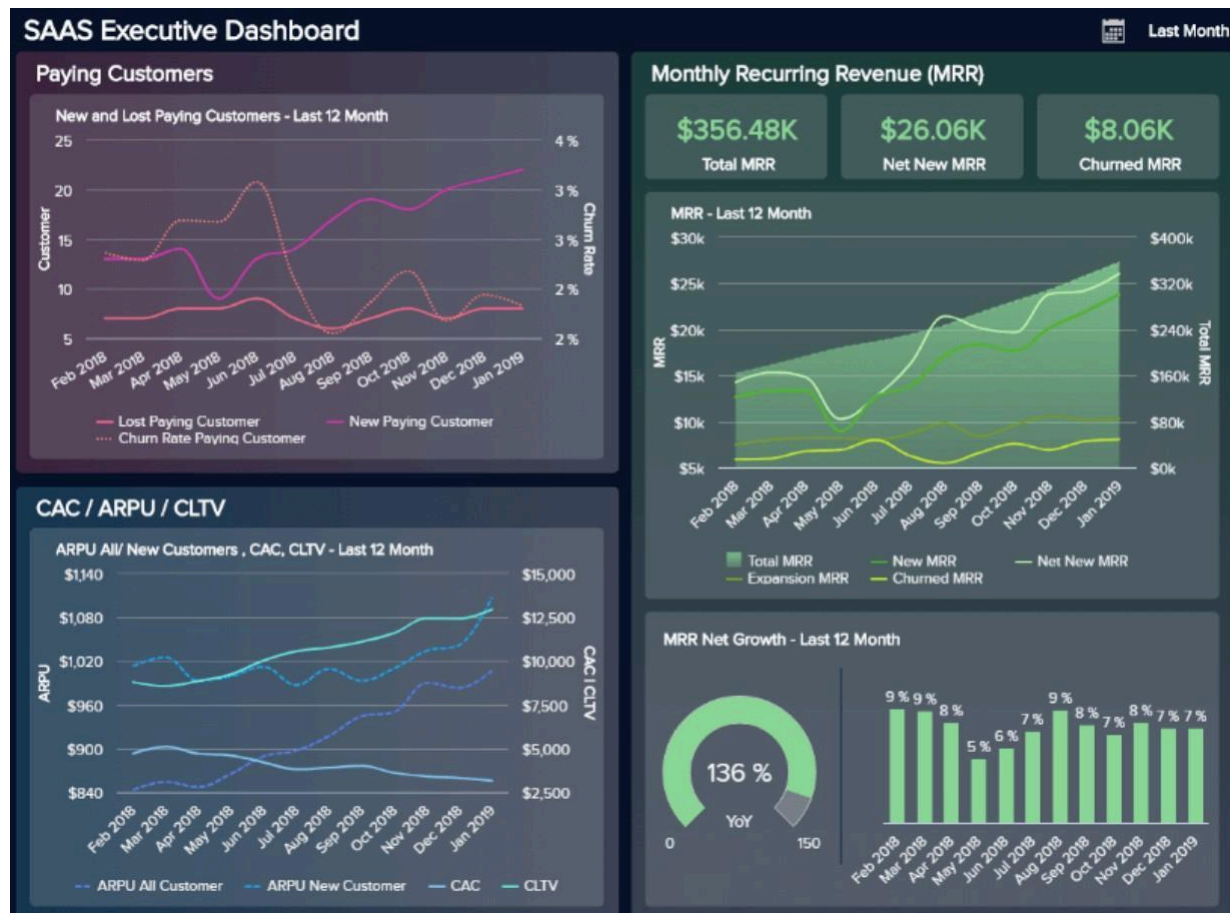 SAAS Executive Dashboard
Last Month
Paying Customers
New and Lost Paying Customers - Last 12 Month
25
20
15
10
5
Customer
4 %
3 %
3 %
2 %
2 %
Churn Rate
Feb 2018 Mar 2018 Apr 2018 May 2018 Jun 2018 Jul 2018 Aug 2018 Sep 2018 Oct 2018 Nov 2018 Dec 2018 Jan 2019
Lost Paying Customer New Paying Customer
Churn Rate Paying Customer
CAC / ARPU / CLTV
ARPU All/ New Customers , CAC, CLTV - Last 12 Month
$1,140
$1,080
$1,020
$960
$900
$840
ARPU
$15,000
$12,500
$10,000
$7,500
$5,000
$2,500
CAC | CLTV
Feb 2018 Mar 2018 Apr 2018 May 2018 Jun 2018 Jul 2018 Aug 2018 Sep 2018 Oct 2018 Nov 2018 Dec 2018 Jan 2019
ARPU All Customer ARPU New Customer CAC CLTV
Monthly Recurring Revenue (MRR)
$356.48K $26.06K $8.06K
Total MRR Net New MRR Churned MRR
MRR - Last 12 Month
$30k
$25k
$20k
$15k
$10k
$5k
MRR
$400k
$320k
$240k
$160k
$80k
$0k
Total MRR
Feb 2018 Mar 2018 Apr 2018 May 2018 Jun 2018 Jul 2018 Aug 2018 Sep 2018 Oct 2018 Nov 2018 Dec 2018 Jan 2019
Total MRR New MRR Net New MRR
Expansion MRR Churned MRR
MRR Net Growth - Last 12 Month
136 %
YoY
0 150
9 % 9 % 8 % 5 % 6 % 7 % 9 % 8 % 7 % 8 % 7 % 7 %
Feb 2018 Mar 2018 Apr 2018 May 2018 Jun 2018 Jul 2018 Aug 2018 Sep 2018 Oct 2018 Nov 2018 Dec 2018 Jan 2019